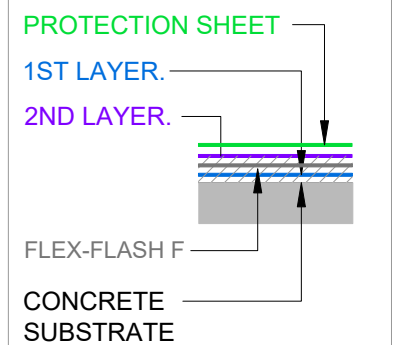 PROTECTION SHEET
1ST LAYER.
2ND LAYER.
FLEX-FLASH F
CONCRETE
SUBSTRATE